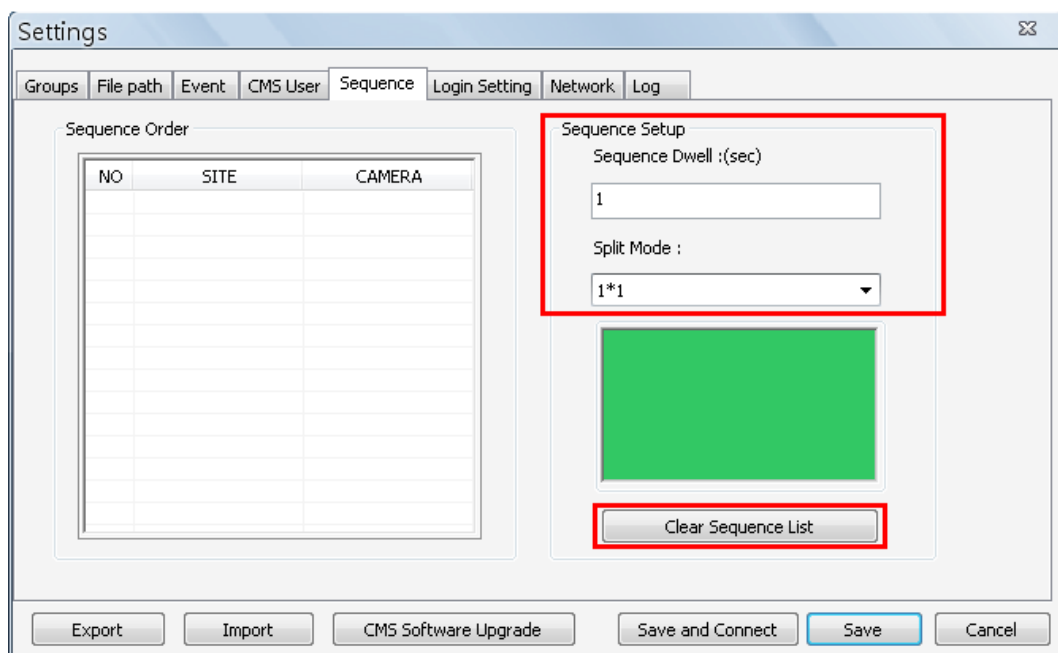 Settings
Groups File path Event CMS User Sequence Login Setting Network Log
Sequence Order
NO SITE CAMERA
Sequence Setup
Sequence Dwell :(sec)
1
Split Mode :
1*1
Clear Sequence List
Export Import CMS Software Upgrade Save and Connect Save Cancel